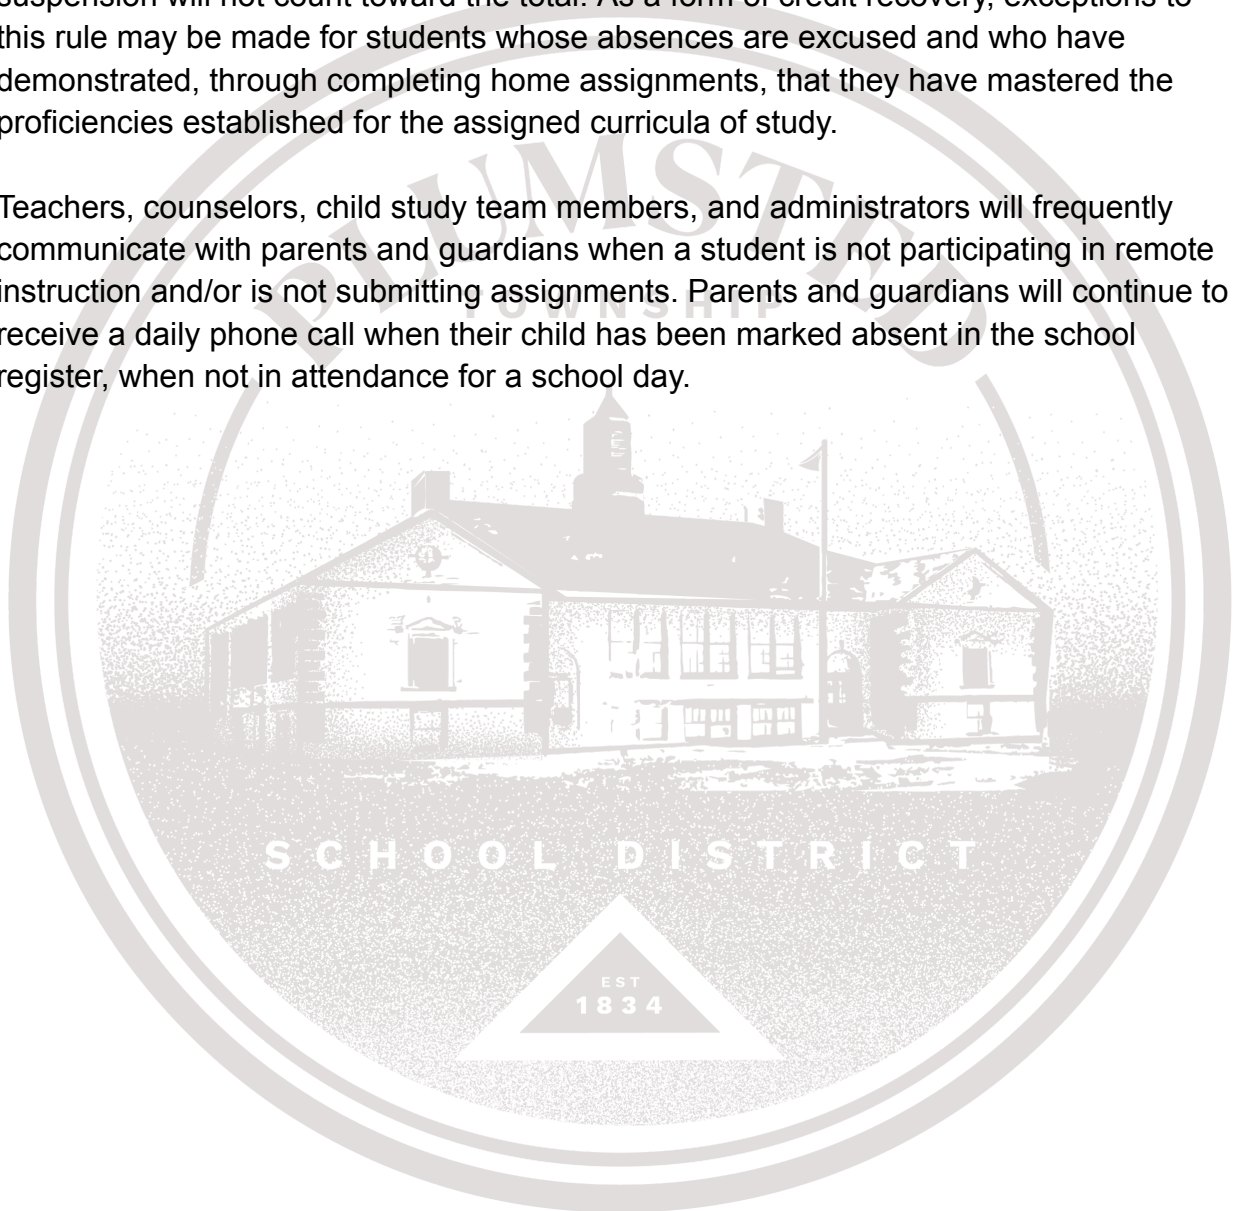 suspension will not count toward the total. As a form of credit recovery, exceptions to
this rule may be made for students whose absences are excused and who have
demonstrated, through completing home assignments, that they have mastered the
proficiencies established for the assigned curricula of study.
Teachers, counselors, child study team members, and administrators will frequently
communicate with parents and guardians when a student is not participating in remote
instruction and/or is not submitting assignments. Parents and guardians will continue to
receive a daily phone call when their child has been marked absent in the school
register, when not in attendance for a school day.
PLUMSTED
TOWNSHIP
SCHOOL DISTRICT
EST
1834